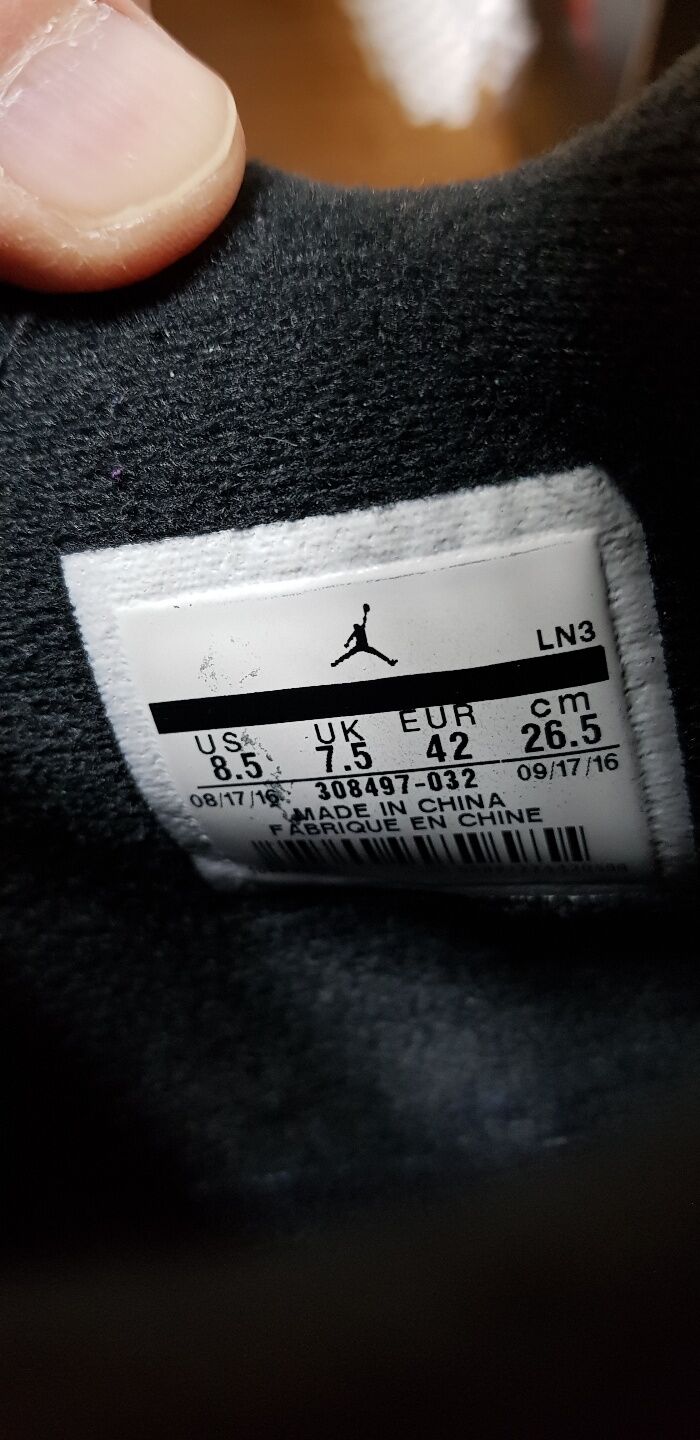 LN3
US UK EUR cm
8.5 7.5 42 26.5
08/17/16 308497-032 09/17/16
MADE IN CHINA
FABRIQUE EN CHINE